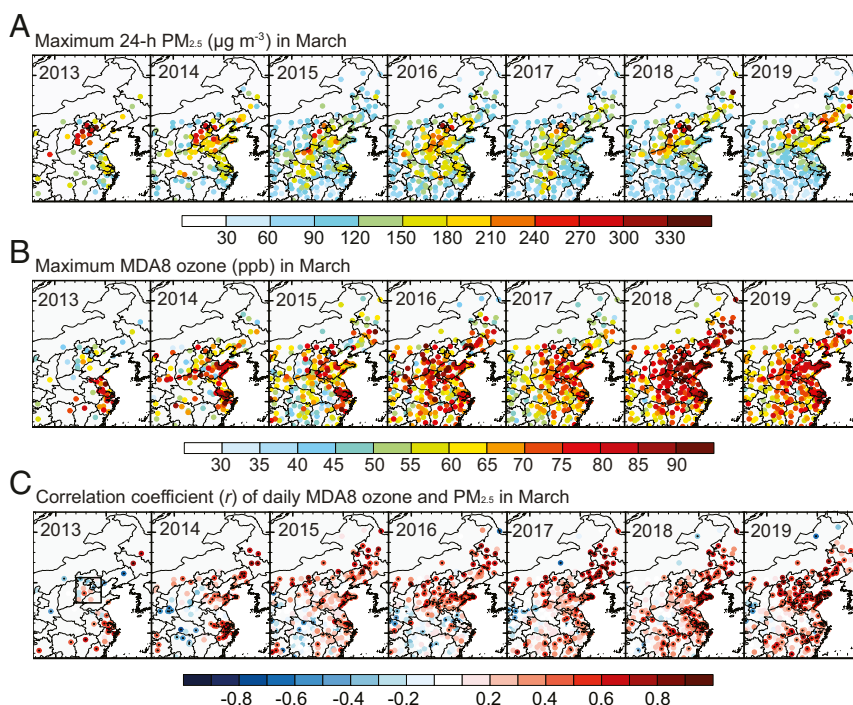 A
Maximum 24-h PM₂.₅ (µg m⁻³) in March
2013 2014 2015 2016 2017 2018 2019
30 60 90 120 150 180 210 240 270 300 330
B
Maximum MDA8 ozone (ppb) in March
2013 2014 2015 2016 2017 2018 2019
30 35 40 45 50 55 60 65 70 75 80 85 90
C
Correlation coefficient (r) of daily MDA8 ozone and PM₂.₅ in March
2013 2014 2015 2016 2017 2018 2019
-0.8 -0.6 -0.4 -0.2 0.2 0.4 0.6 0.8